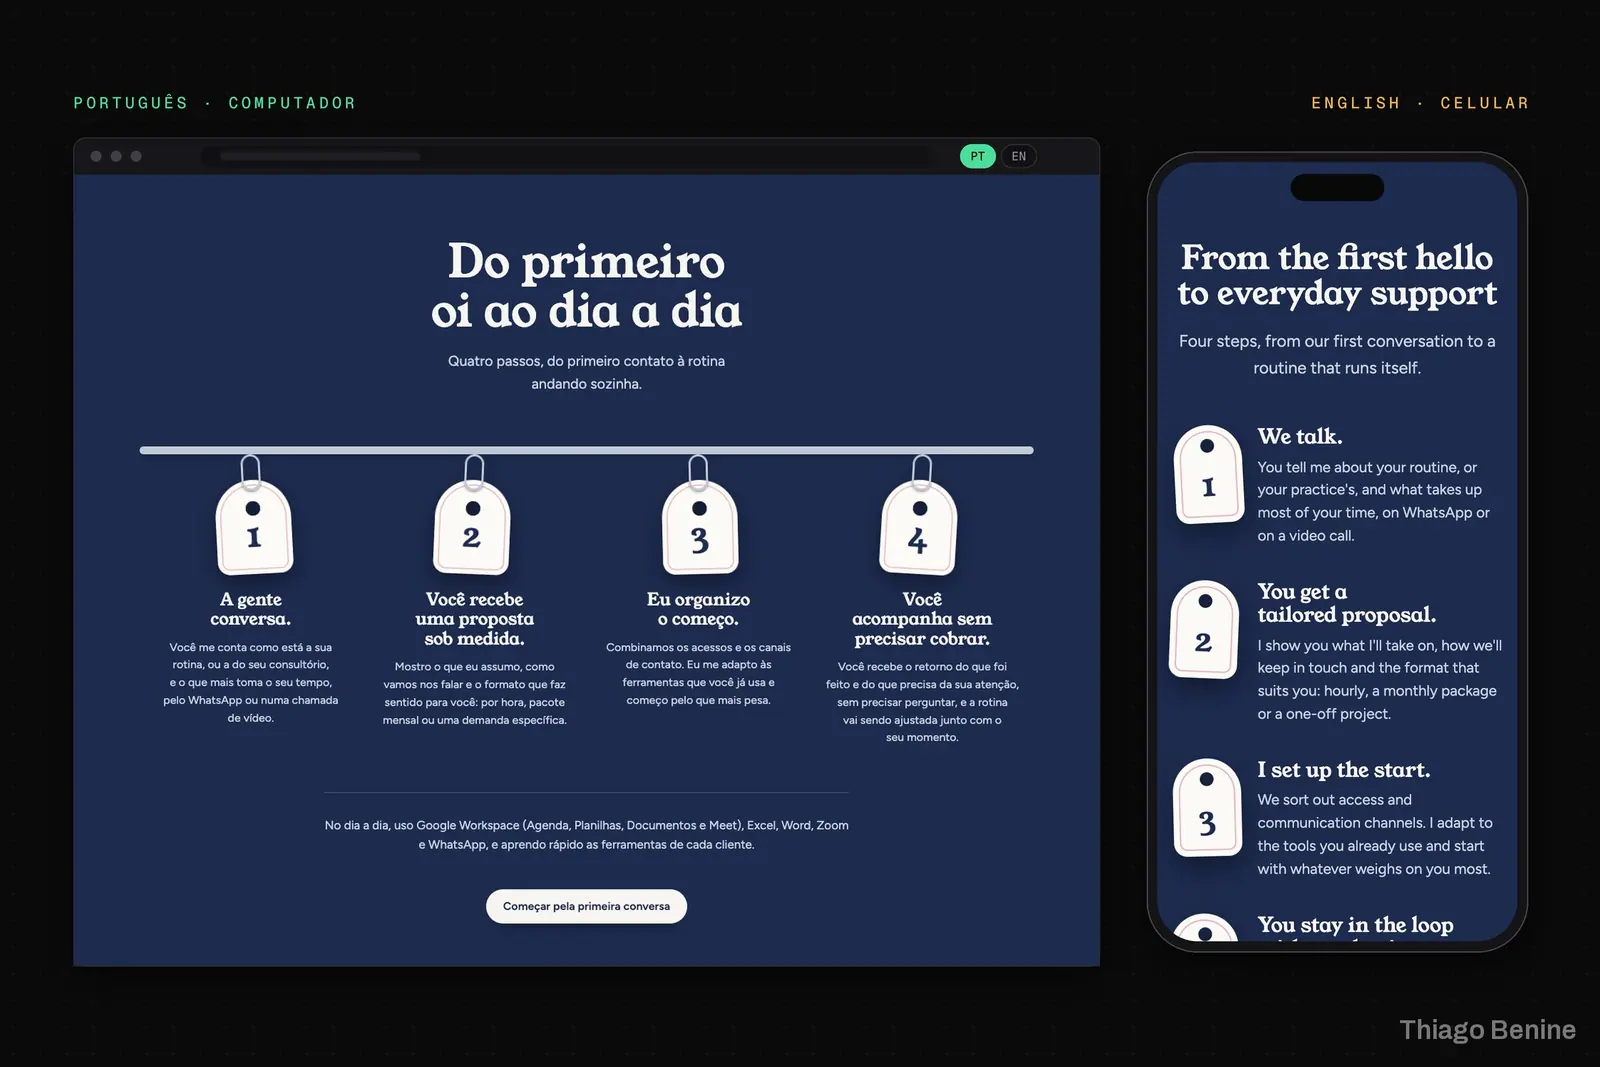 PORTUGUÊS · COMPUTADOR
PT
EN
Do primeiro
oi ao dia a dia
Quatro passos, do primeiro contato à rotina
andando sozinha.
1
A gente
conversa.
Você me conta como está a sua
rotina, ou a do seu consultório,
e o que mais toma o seu tempo,
pelo WhatsApp ou numa chamada
de vídeo.
2
Você recebe
uma proposta
sob medida.
Mostro o que eu assumo, como
vamos nos falar e o formato que faz
sentido para você: por hora, pacote
mensal ou uma demanda específica.
3
Eu organizo
o começo.
Combinamos os acessos e os canais
de contato. Eu me adapto às
ferramentas que você já usa e
começo pelo que mais pesa.
4
Você
acompanha sem
precisar cobrar.
Você recebe o retorno do que foi
feito e do que precisa da sua atenção,
sem precisar perguntar, e a rotina
vai sendo ajustada junto com o
seu momento.
No dia a dia, uso Google Workspace (Agenda, Planilhas, Documentos e Meet), Excel, Word, Zoom
e WhatsApp, e aprendo rápido as ferramentas de cada cliente.
Começar pela primeira conversa
ENGLISH · CELULAR
From the first hello
to everyday support
Four steps, from our first conversation to a
routine that runs itself.
1
We talk.
You tell me about your routine, or
your practice's, and what takes up
most of your time, on WhatsApp or
on a video call.
2
You get a
tailored proposal.
I show you what I'll take on, how we'll
keep in touch and the format that
suits you: hourly, a monthly package
or a one-off project.
3
I set up the start.
We sort out access and
communication channels. I adapt to
the tools you already use and start
with whatever weighs on you most.
You stay in the loop
Thiago Benine